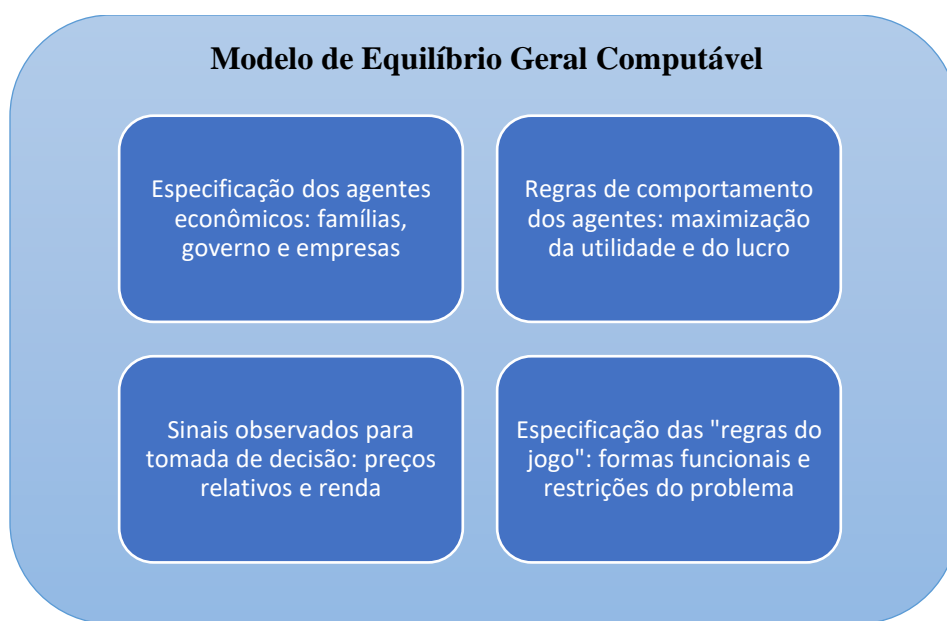 Modelo de Equilíbrio Geral Computável
Especificação dos agentes
econômicos: famílias,
governo e empresas
Regras de comportamento
dos agentes: maximização
da utilidade e do lucro
Sinais observados para
tomada de decisão: preços
relativos e renda
Especificação das "regras do
jogo": formas funcionais e
restrições do problema